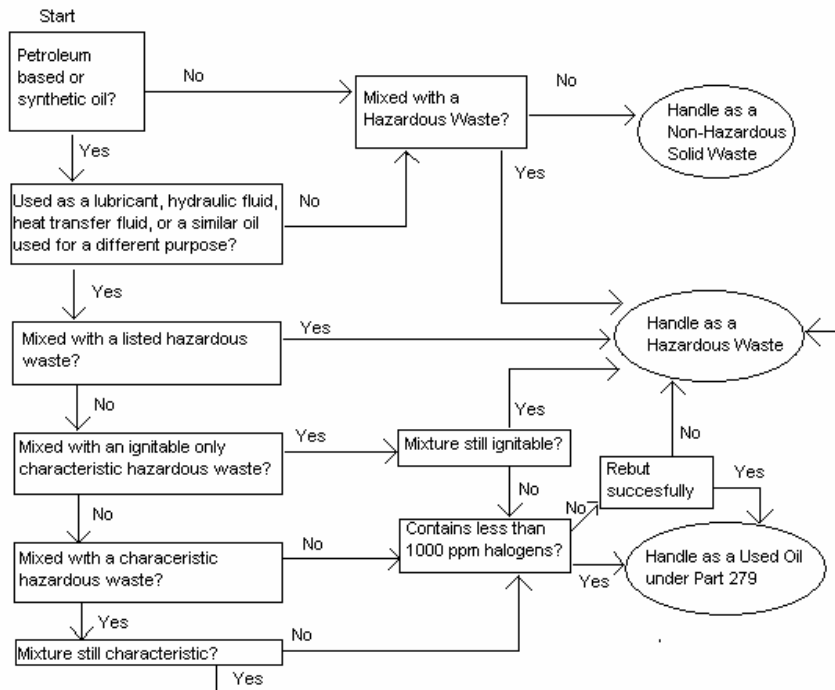 Start
Petroleum
based or
synthetic oil?
No
Mixed with a
Hazardous Waste?
No
Handle as a
Non-Hazardous
Solid Waste
Yes
Yes
Used as a lubricant, hydraulic fluid,
heat transfer fluid, or a similar oil
used for a different purpose?
No
Yes
Mixed with a listed hazardous
waste?
Yes
Handle as a
Hazardous Waste
No
Mixed with an ignitable only
characteristic hazardous waste?
Yes
Mixture still ignitable?
Yes
No
Rebut
succesfully
No
Yes
No
Mixed with a characeristic
hazardous waste?
No
Contains less than
1000 ppm halogens?
No
Yes
Handle as a Used Oil
under Part 279
Yes
Mixture still characteristic?
No
Yes